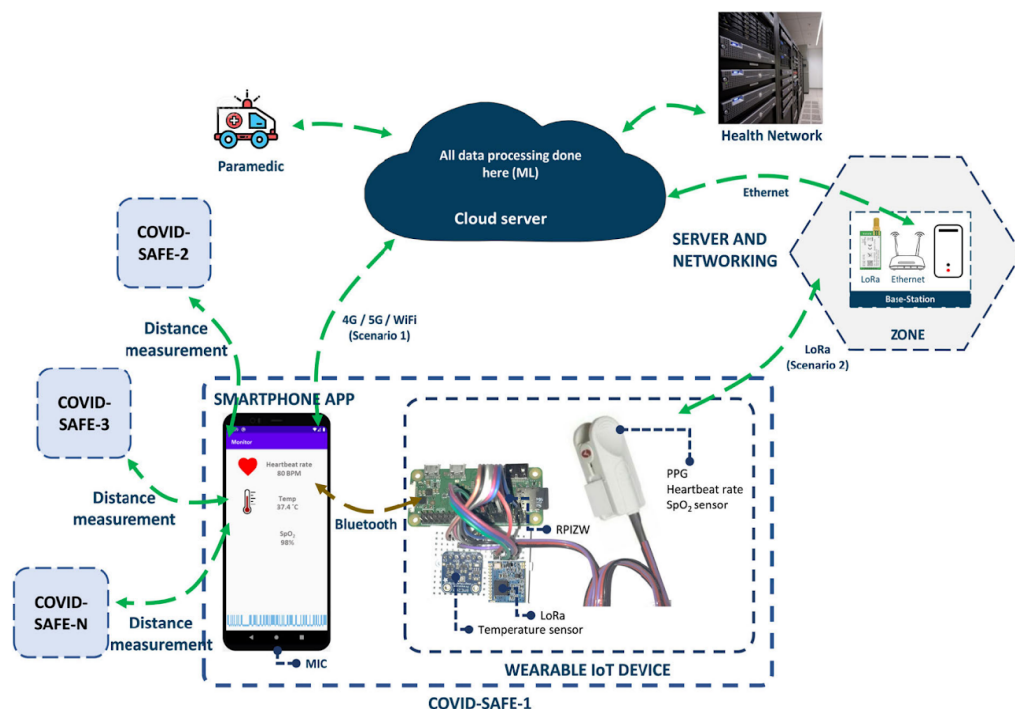 Paramedic
All data processing done
here (ML)
Cloud server
Health Network
Ethernet
SERVER AND
NETWORKING
LoRa
Ethernet
Base-Station
ZONE
LoRa
(Scenario 2)
4G / 5G / WiFi
(Scenario 1)
COVID-
SAFE-2
Distance
measurement
COVID-
SAFE-3
Distance
measurement
COVID-
SAFE-N
Distance
measurement
SMARTPHONE APP
Monitor
Heartbeat rate
80 BPM
Temp
37.4 °C
SpO₂
98%
MIC
Bluetooth
PPG
Heartbeat rate
SpO₂ sensor
RPIZW
LoRa
Temperature sensor
WEARABLE IoT DEVICE
COVID-SAFE-1